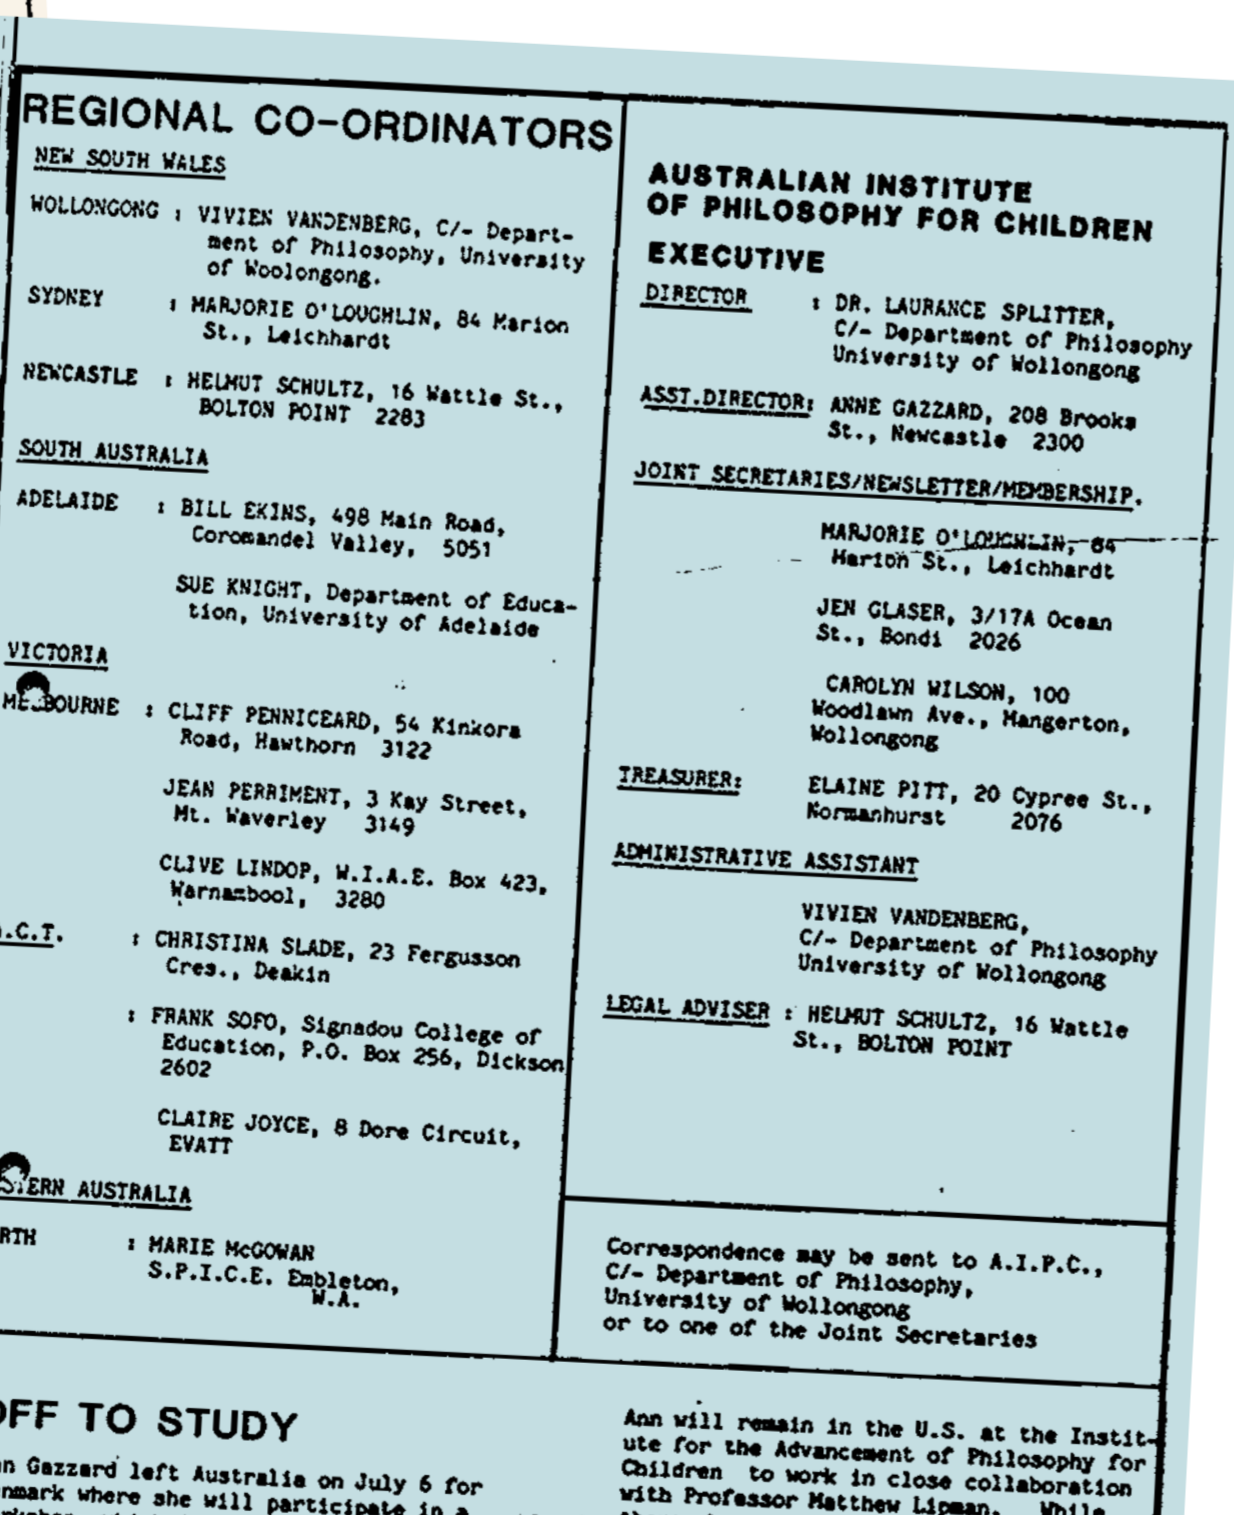 REGIONAL CO-ORDINATORS
NEW SOUTH WALES
WOLLONGONG : VIVIEN VANDENBERG, C/- Depart-
ment of Philosophy, University
of Woolongong.
SYDNEY : MARJORIE O'LOUGHLIN, 84 Marion
St., Leichhardt
NEWCASTLE : HELMUT SCHULTZ, 16 Wattle St.,
BOLTON POINT 2283
SOUTH AUSTRALIA
ADELAIDE : BILL EKINS, 498 Main Road,
Coromandel Valley, 5051
SUE KNIGHT, Department of Educa-
tion, University of Adelaide
VICTORIA
MELBOURNE : CLIFF PENNICEARD, 54 Kinkora
Road, Hawthorn 3122
JEAN PERRIMENT, 3 Kay Street,
Mt. Waverley 3149
CLIVE LINDOP, W.I.A.E. Box 423,
Warnambool, 3280
.C.T. : CHRISTINA SLADE, 23 Fergusson
Cres., Deakin
: FRANK SOFO, Signadou College of
Education, P.O. Box 256, Dickson
2602
CLAIRE JOYCE, 8 Dore Circuit,
EVATT
STERN AUSTRALIA
RTH : MARIE McGOWAN
S.P.I.C.E. Embleton,
W.A.
AUSTRALIAN INSTITUTE
OF PHILOSOPHY FOR CHILDREN
EXECUTIVE
DIRECTOR : DR. LAURANCE SPLITTER,
C/- Department of Philosophy
University of Wollongong
ASST.DIRECTOR: ANNE GAZZARD, 208 Brooks
St., Newcastle 2300
JOINT SECRETARIES/NEWSLETTER/MEMBERSHIP.
MARJORIE O'LOUGHLIN, 84
Marion St., Leichhardt
JEN GLASER, 3/17A Ocean
St., Bondi 2026
CAROLYN WILSON, 100
Woodlawn Ave., Mangerton,
Wollongong
TREASURER: ELAINE PITT, 20 Cypree St.,
Normanhurst 2076
ADMINISTRATIVE ASSISTANT
VIVIEN VANDENBERG,
C/- Department of Philosophy
University of Wollongong
LEGAL ADVISER : HELMUT SCHULTZ, 16 Wattle
St., BOLTON POINT
Correspondence may be sent to A.I.P.C.,
C/- Department of Philosophy,
University of Wollongong
or to one of the Joint Secretaries
OFF TO STUDY
n Gazzard left Australia on July 6 for
nmark where she will participate in a
Ann will remain in the U.S. at the Instit-
ute for the Advancement of Philosophy for
Children to work in close collaboration
with Professor Matthew Lipman. While